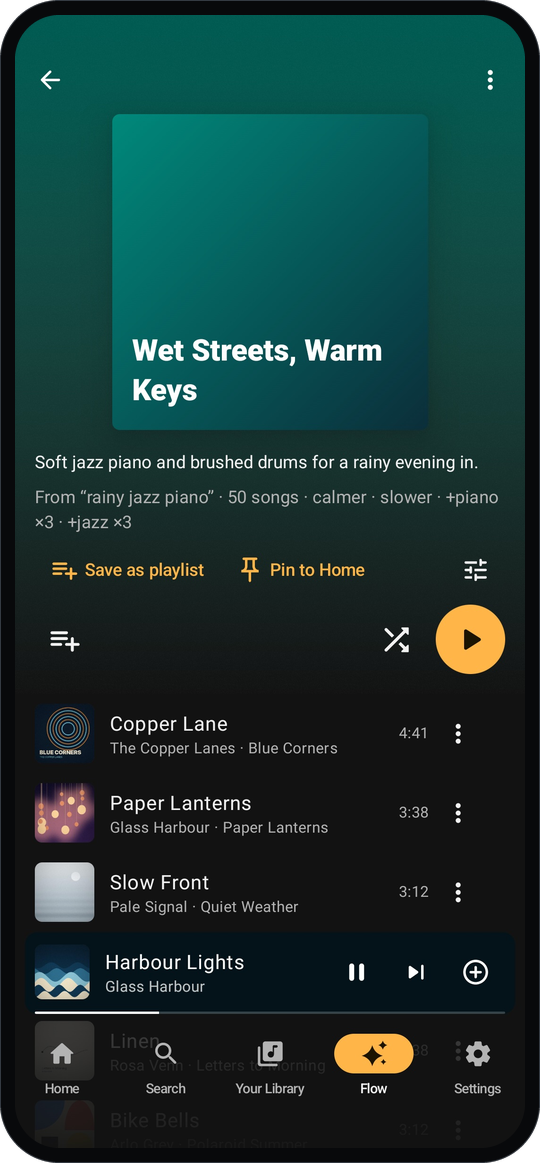 Wet Streets, Warm
Keys
Soft jazz piano and brushed drums for a rainy evening in.
From “rainy jazz piano” · 50 songs · calmer · slower · +piano
×3 · +jazz ×3
Save as playlist
Pin to Home
Copper Lane
4:41
The Copper Lanes · Blue Corners
BLUE CORNERS
Paper Lanterns
3:38
Glass Harbour · Paper Lanterns
Slow Front
3:12
Pale Signal · Quiet Weather
Harbour Lights
Glass Harbour
Linen
Rosa Venn · Letters to Morning
Home
Search
Your Library
Flow
Settings
Bike Bells
3:12